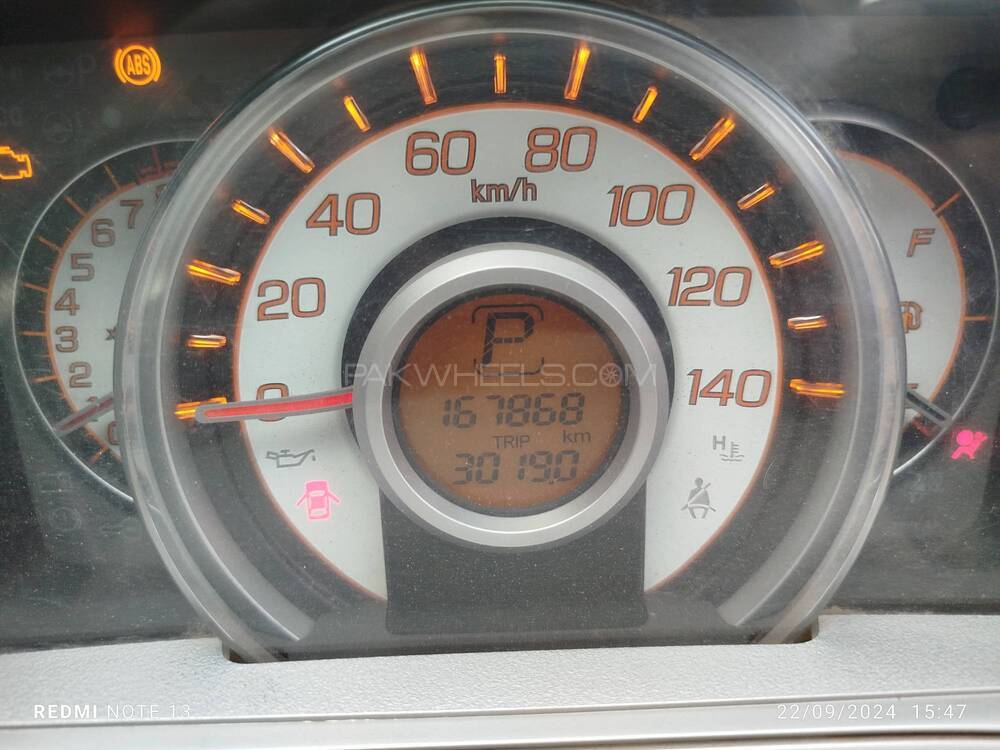 ABS
60 80
km/h
40 100
20 120
0 140
7
6
5
4
3
2
F
P
PAKWHEELS.COM
167868
TRIP km
3019.0
H
REDMI NOTE 13
22/09/2024 15:47